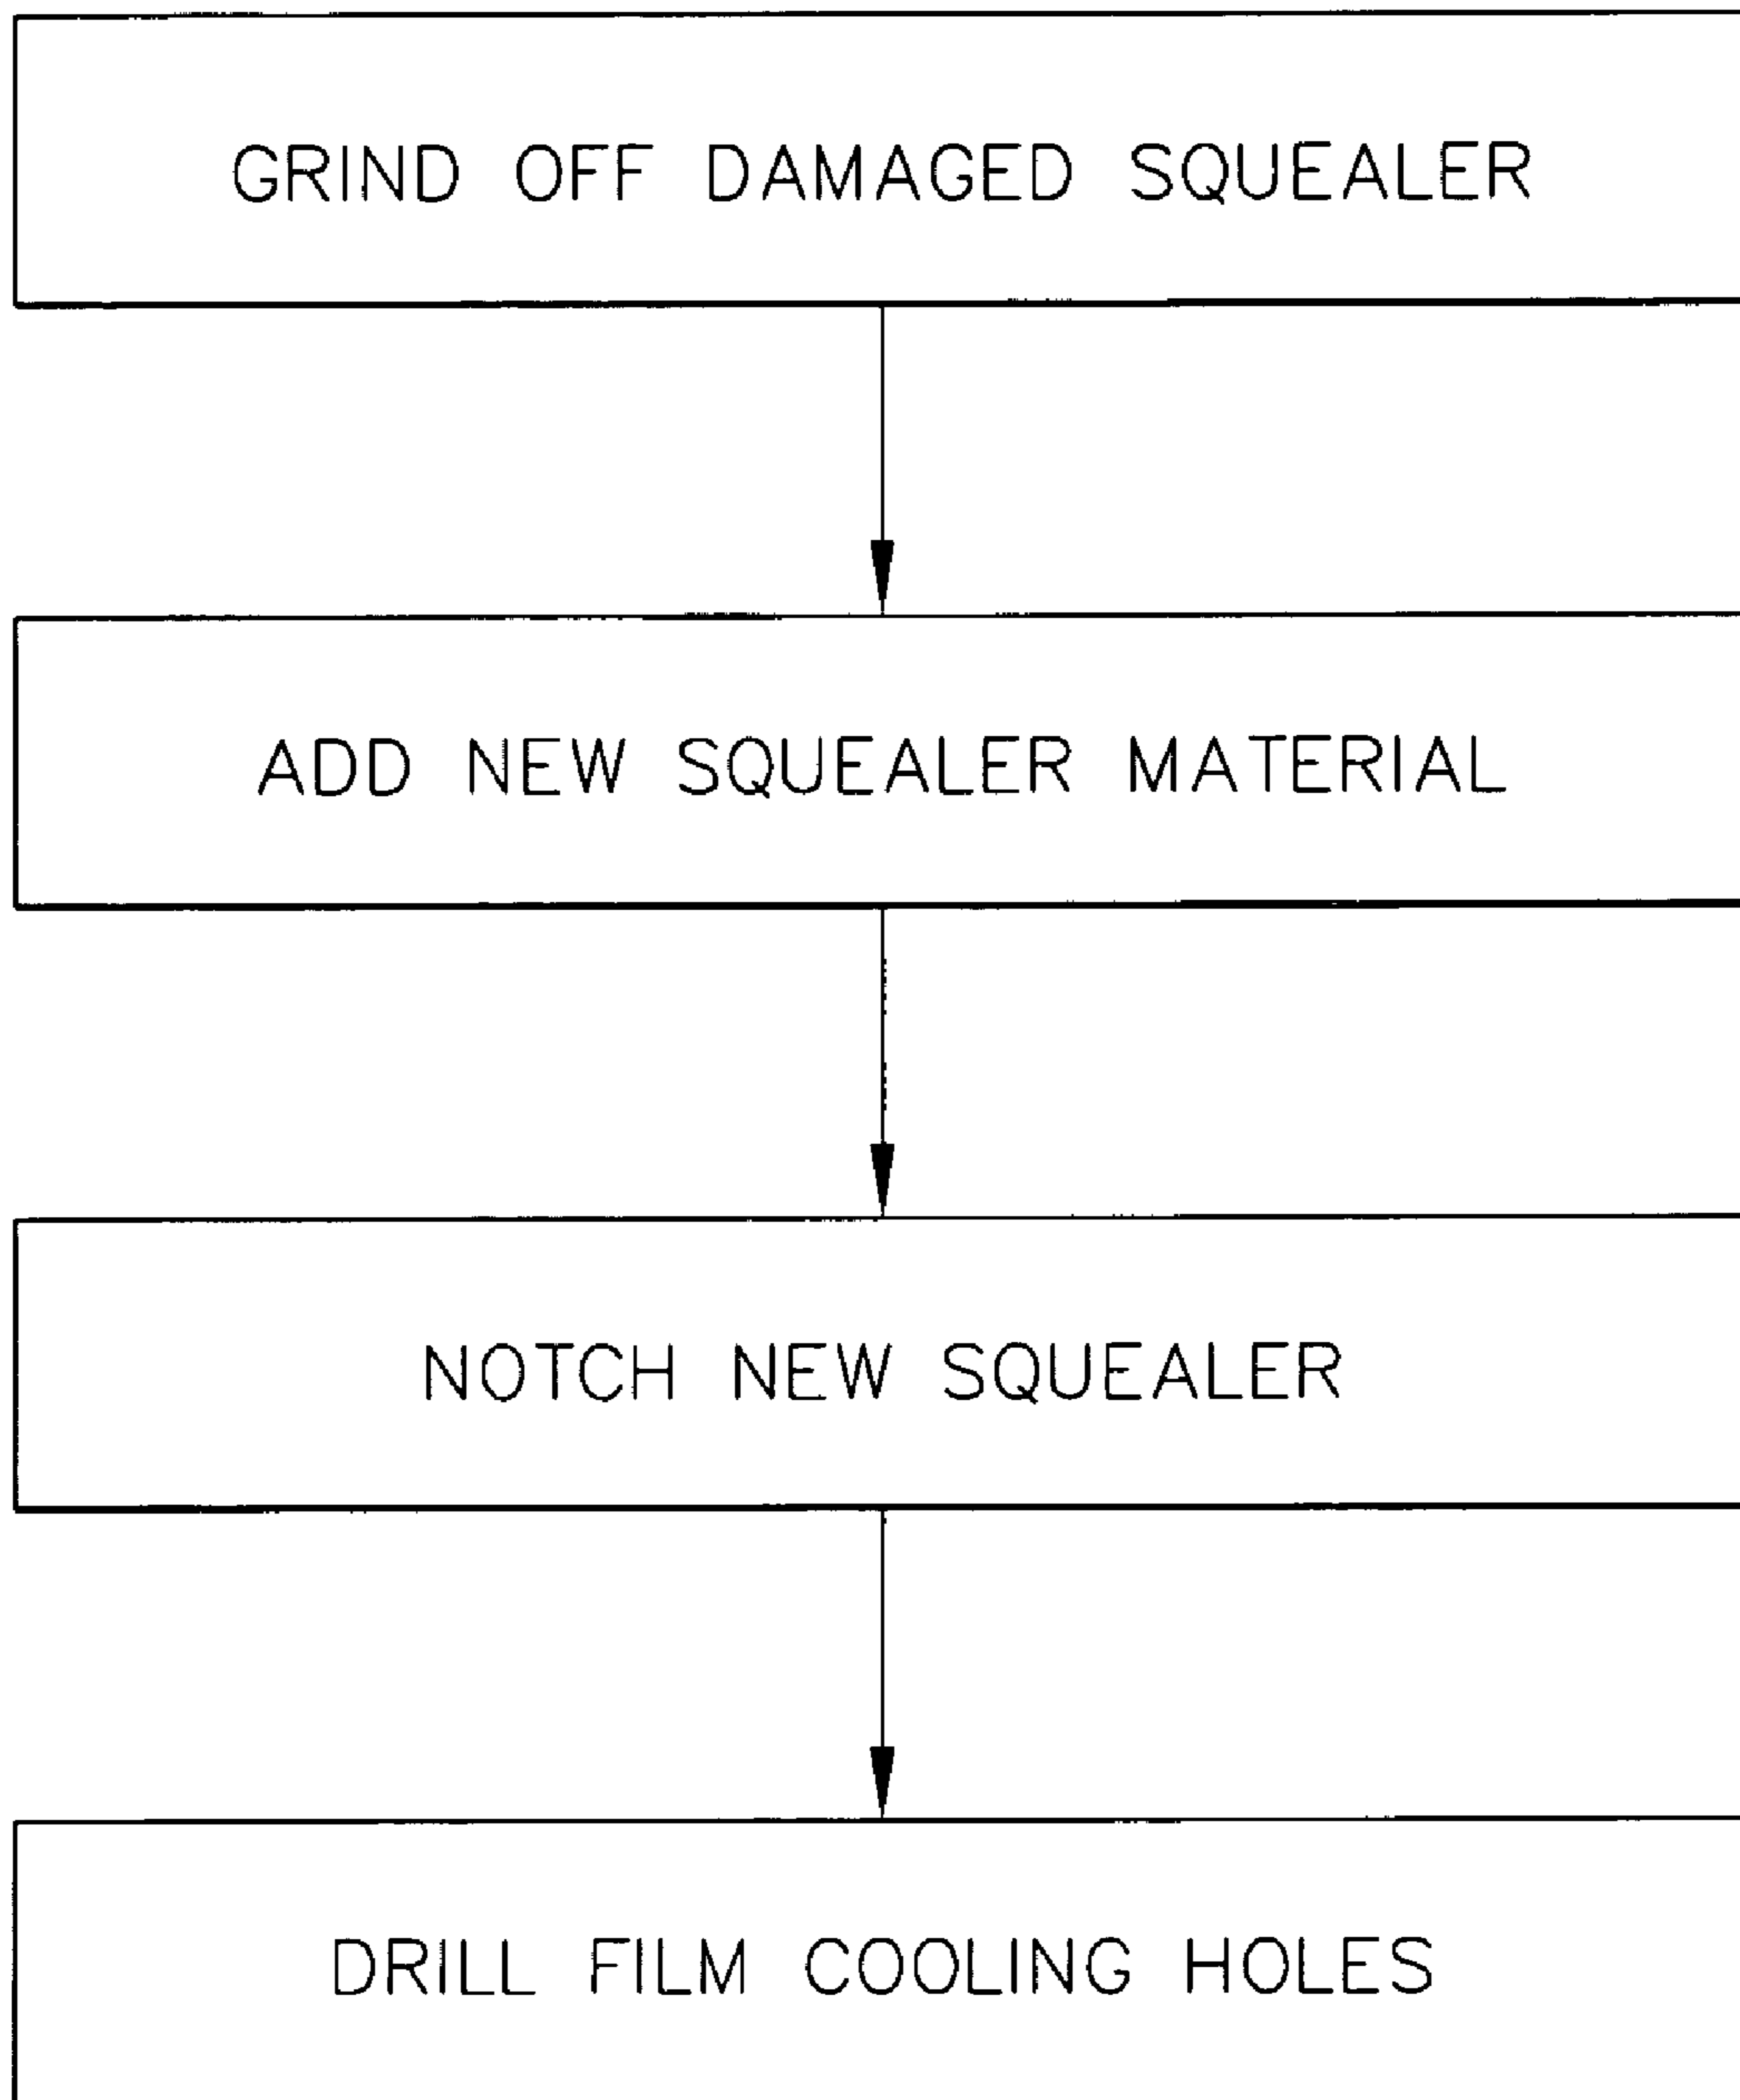 GRIND OFF DAMAGED SQUEALER
ADD NEW SQUEALER MATERIAL
NOTCH NEW SQUEALER
DRILL FILM COOLING HOLES